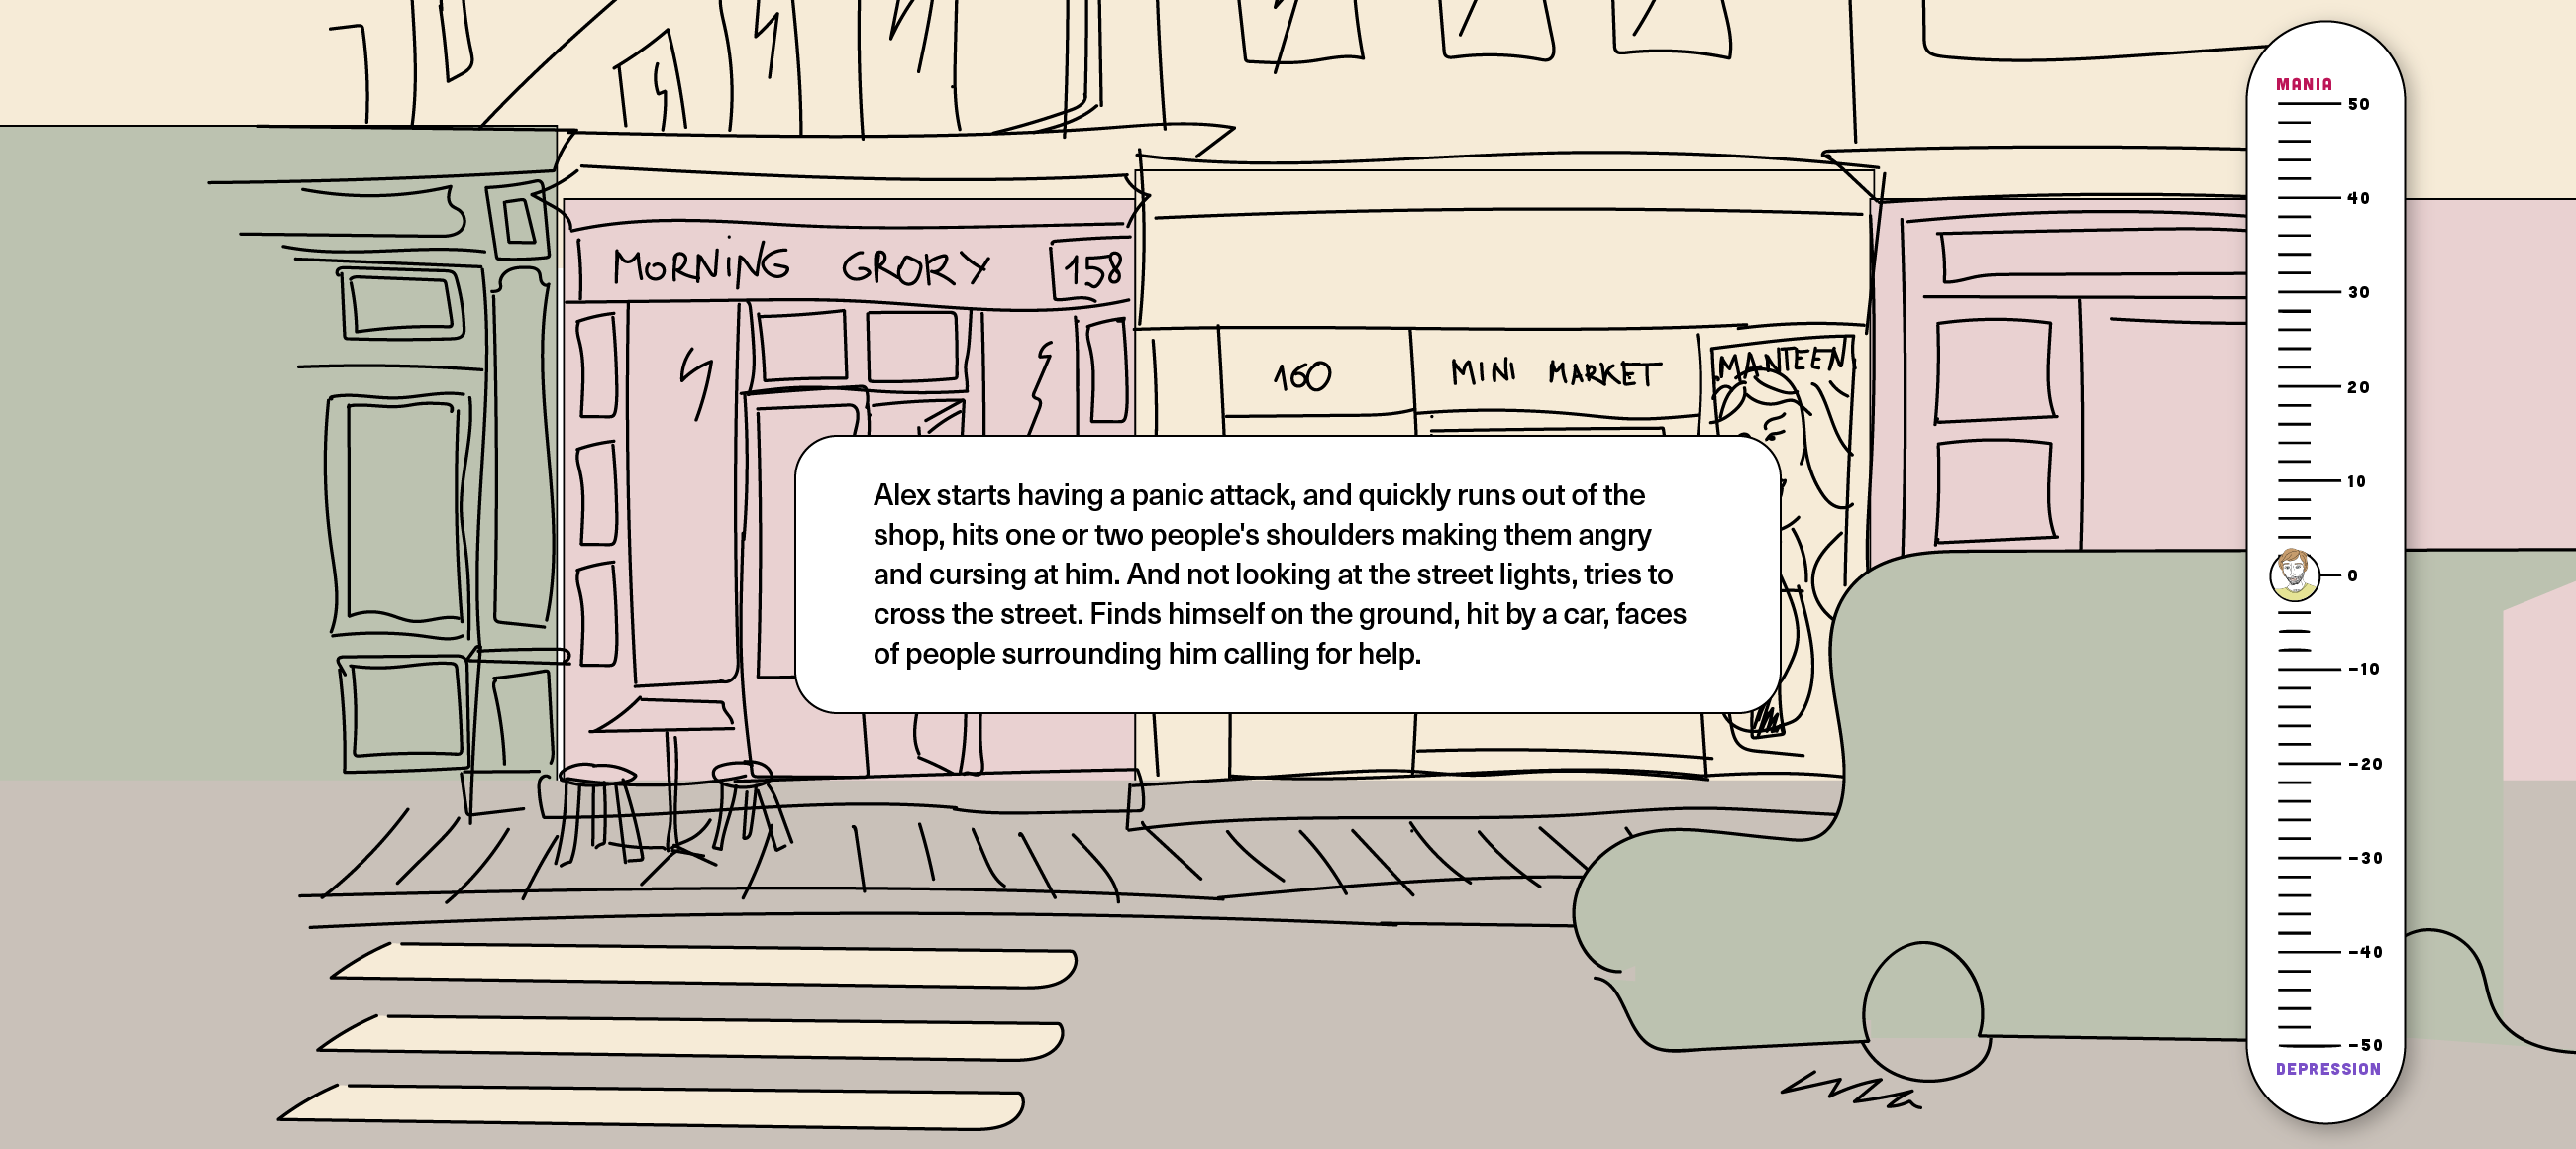 MORNING GRORY 158
160
MINI MARKET
MANTEEN
Alex starts having a panic attack, and quickly runs out of the
shop, hits one or two people's shoulders making them angry
and cursing at him. And not looking at the street lights, tries to
cross the street. Finds himself on the ground, hit by a car, faces
of people surrounding him calling for help.
MANIA
50
40
30
20
10
0
-10
-20
-30
-40
-50
DEPRESSION